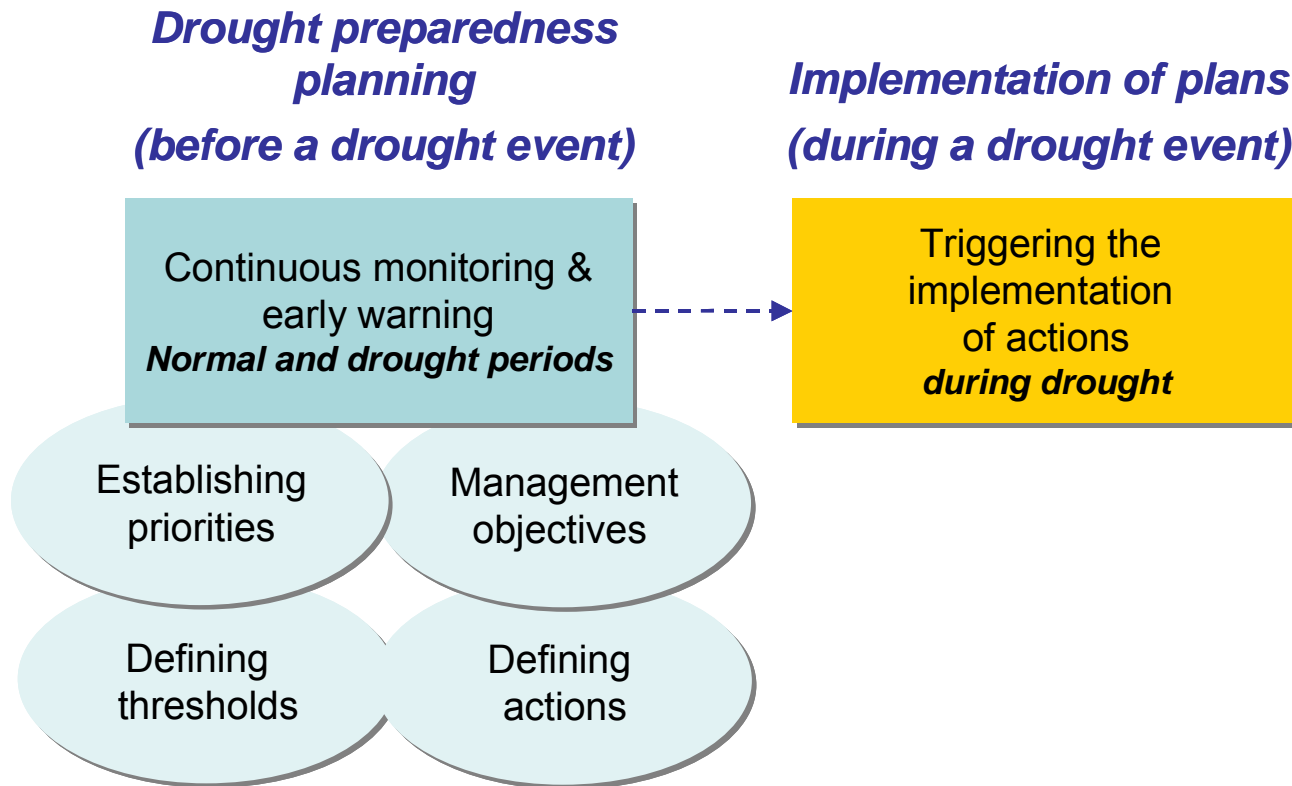 Drought preparedness
planning
(before a drought event)
Implementation of plans
(during a drought event)
Continuous monitoring &
early warning
Normal and drought periods
Triggering the
implementation
of actions
during drought
Establishing
priorities
Management
objectives
Defining
thresholds
Defining
actions